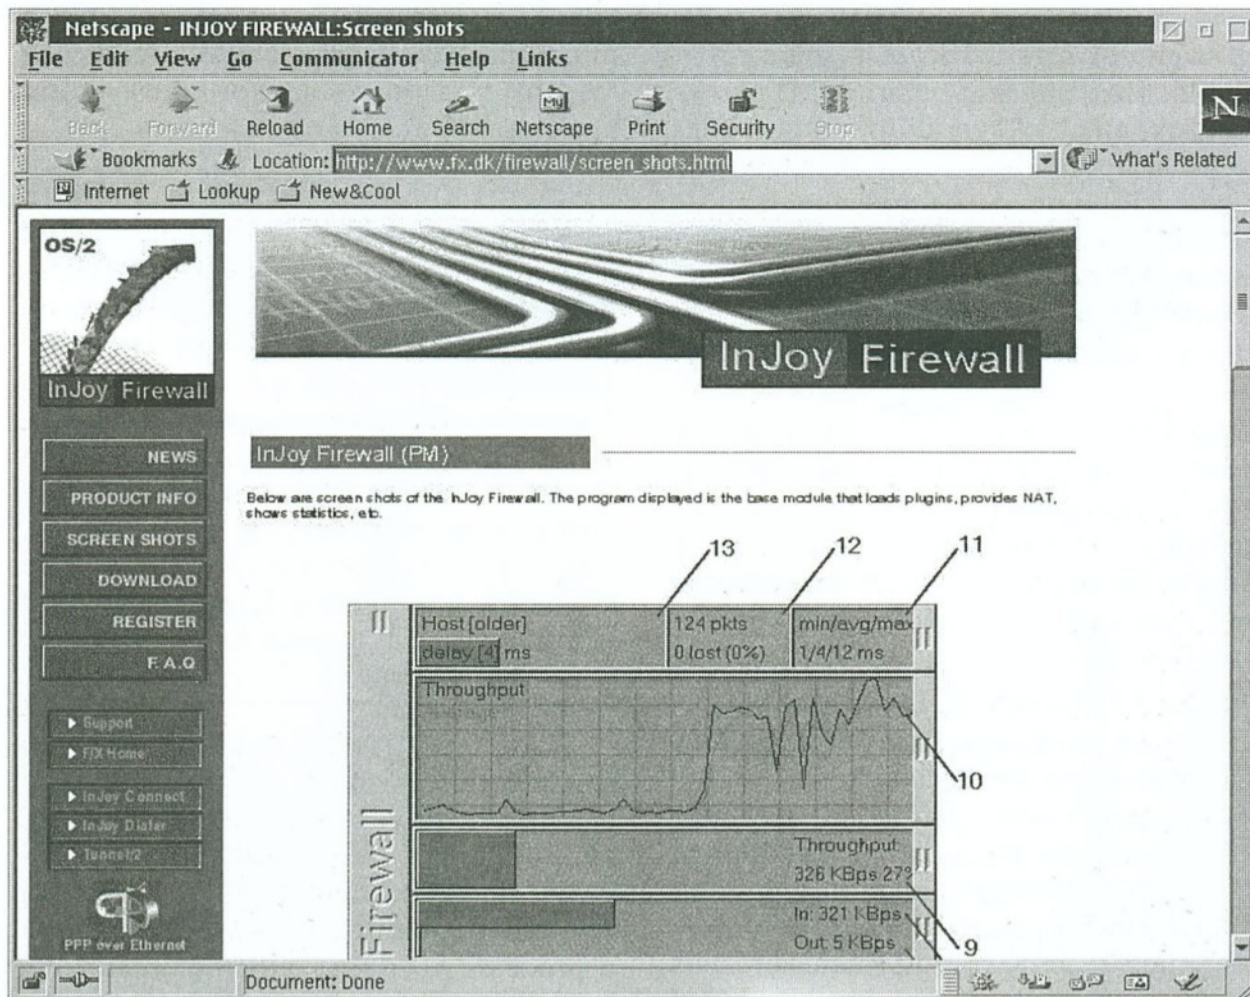 Netscape - INJOY FIREWALL:Screen shots
File Edit View Go Communicator Help Links
Back Forward Reload Home Search Netscape Print Security Stop
My
N
Bookmarks Location: http://www.fx.dk/firewall/screen_shots.html What's Related
Internet Lookup New&Cool
OS/2
InJoy Firewall
InJoy Firewall
NEWS
PRODUCT INFO
SCREEN SHOTS
DOWNLOAD
REGISTER
F.A.Q
Support
F/X Home
InJoy Connect
InJoy Dialer
Tunnel/2
PPP over Ethernet
InJoy Firewall (PM)
Below are screen shots of the InJoy Firewall. The program displayed is the base module that loads plugins, provides NAT,
shows statistics, etc.
13 12 11
Host [older] 124 pkts min/avg/max
delay [4] ms 0 lost (0%) 1/4/12 ms
Throughput
10
Firewall
Throughput:
326 KBps 27%
In: 321 KBps
Out: 5 KBps
9
Document: Done